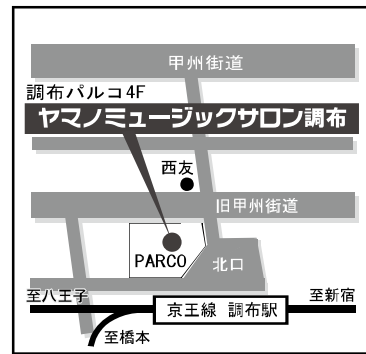 甲州街道
調布パルコ4F
ヤマノミュージックサロン調布
西友
旧甲州街道
PARCO
北口
至八王子
京王線 調布駅
至新宿
至橋本